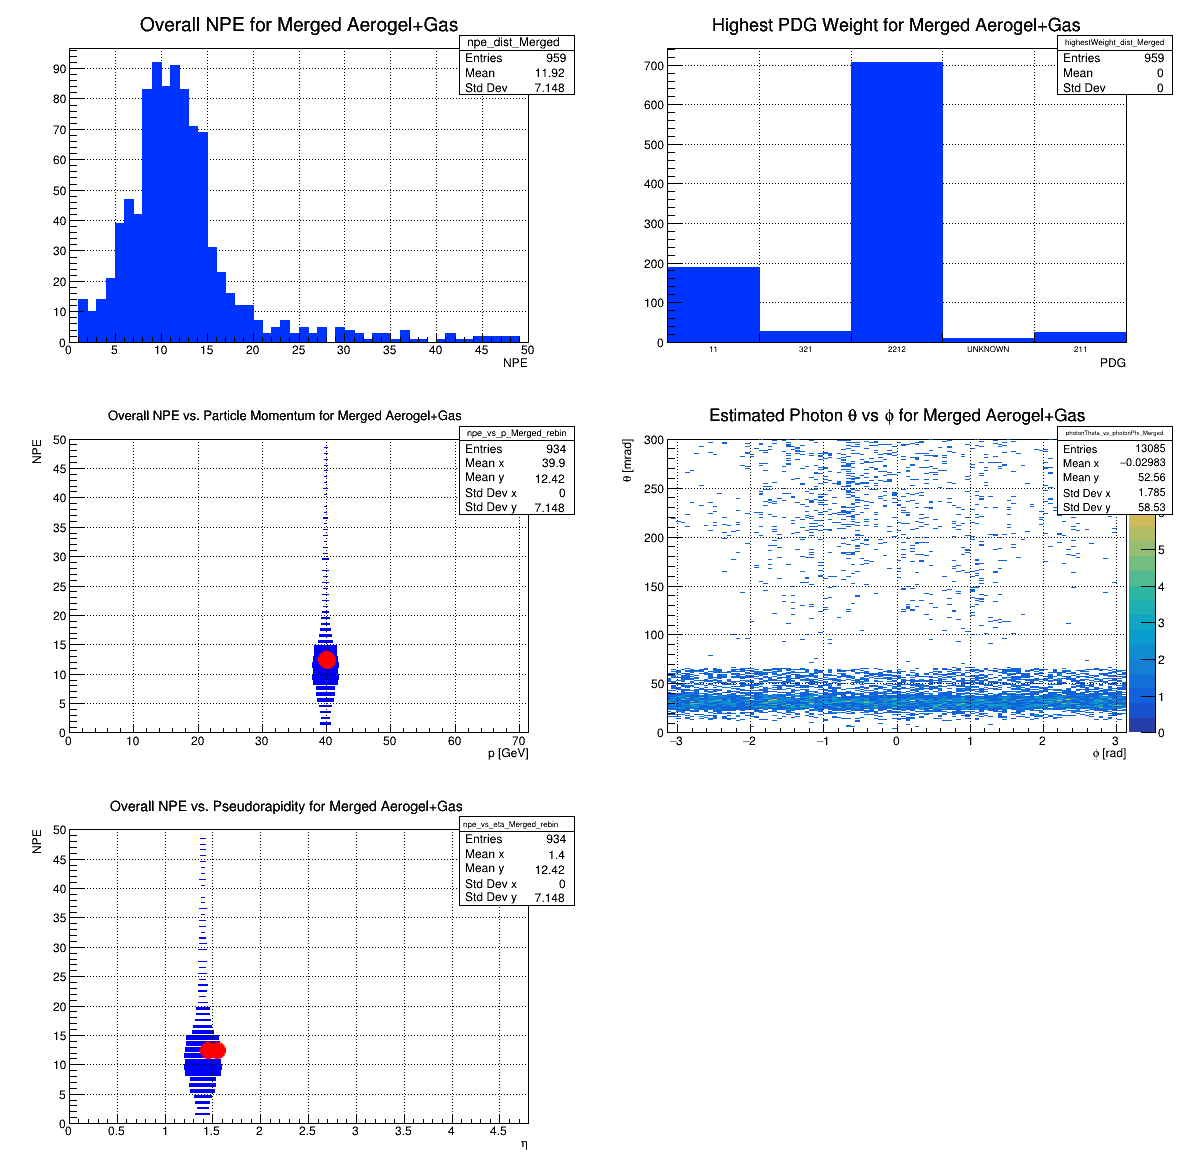 Overall NPE for Merged Aerogel+Gas
npe_dist_Merged
Entries 959
Mean 11.92
Std Dev 7.148
90
80
70
60
50
40
30
20
10
0
0 5 10 15 20 25 30 35 40 45 50
NPE
Highest PDG Weight for Merged Aerogel+Gas
highestWeight_dist_Merged
Entries 959
Mean 0
Std Dev 0
700
600
500
400
300
200
100
0
11 321 2212 UNKNOWN 211
PDG
Overall NPE vs. Particle Momentum for Merged Aerogel+Gas
npe_vs_p_Merged_rebin
Entries 934
Mean x 39.9
Mean y 12.42
Std Dev x 0
Std Dev y 7.148
NPE
50
45
40
35
30
25
20
15
10
5
0
0 10 20 30 40 50 60 70
p [GeV]
Estimated Photon θ vs ϕ for Merged Aerogel+Gas
photonTheta_vs_photonPhi_Merged
Entries 13085
Mean x −0.02983
Mean y 52.56
Std Dev x 1.785
Std Dev y 58.53
θ [mrad]
300
250
200
150
100
50
0
−3 −2 −1 0 1 2 3
ϕ [rad]
5
4
3
2
1
0
Overall NPE vs. Pseudorapidity for Merged Aerogel+Gas
npe_vs_eta_Merged_rebin
Entries 934
Mean x 1.4
Mean y 12.42
Std Dev x 0
Std Dev y 7.148
NPE
50
45
40
35
30
25
20
15
10
5
0
0 0.5 1 1.5 2 2.5 3 3.5 4 4.5
η